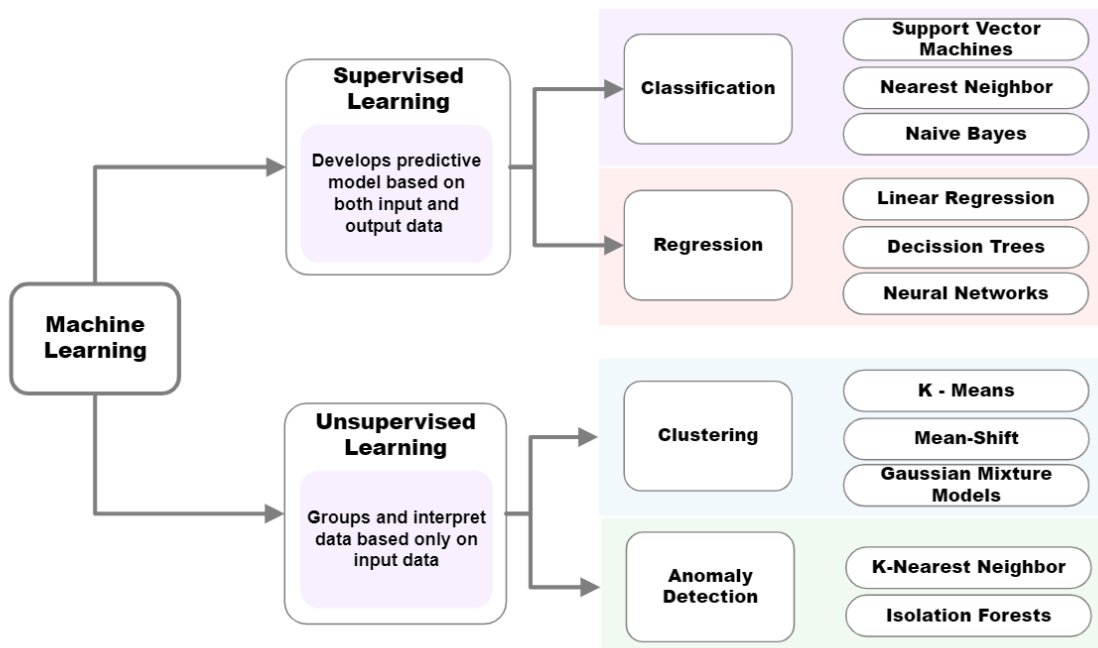 Supervised
Learning
Develops predictive
model based on
both input and
output data
Classification
Support Vector
Machines
Nearest Neighbor
Naive Bayes
Regression
Linear Regression
Decission Trees
Neural Networks
Machine
Learning
Unsupervised
Learning
Groups and interpret
data based only on
input data
Clustering
K - Means
Mean-Shift
Gaussian Mixture
Models
Anomaly
Detection
K-Nearest Neighbor
Isolation Forests